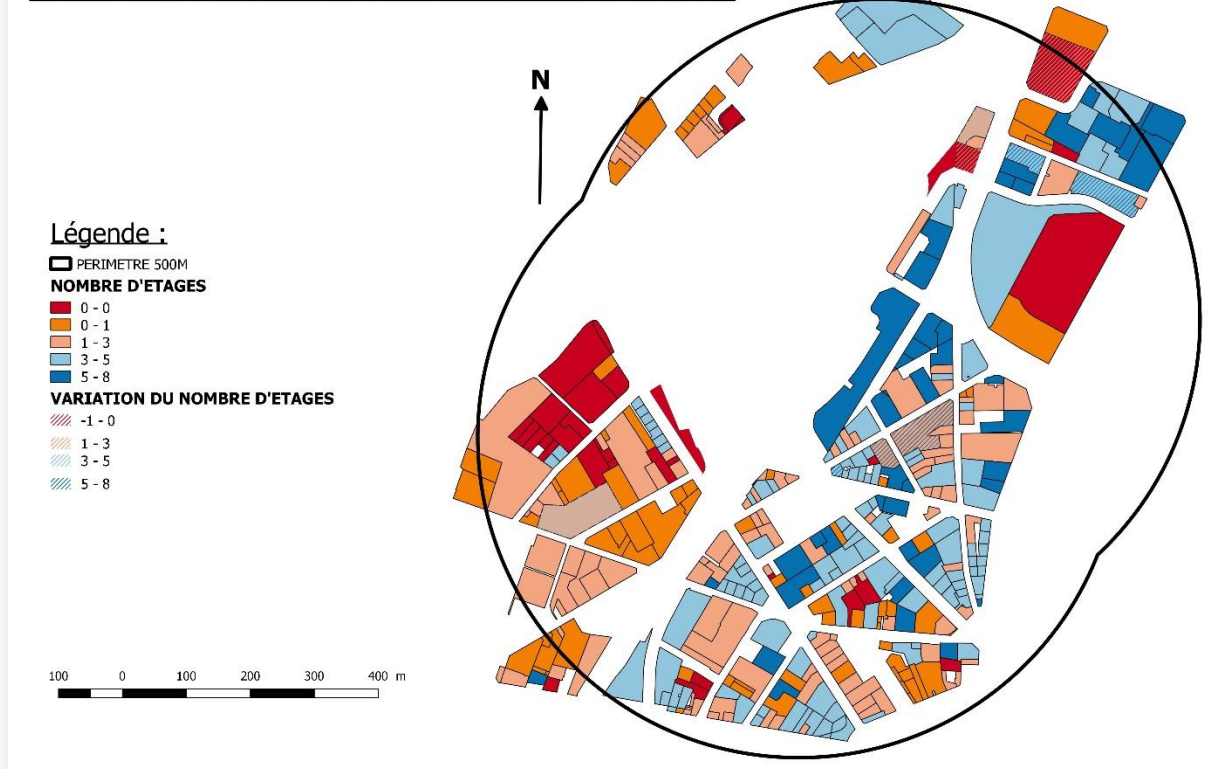 N
Légende :
PERIMETRE 500M
NOMBRE D'ETAGES
0 - 0
0 - 1
1 - 3
3 - 5
5 - 8
VARIATION DU NOMBRE D'ETAGES
-1 - 0
1 - 3
3 - 5
5 - 8
100 0 100 200 300 400 m